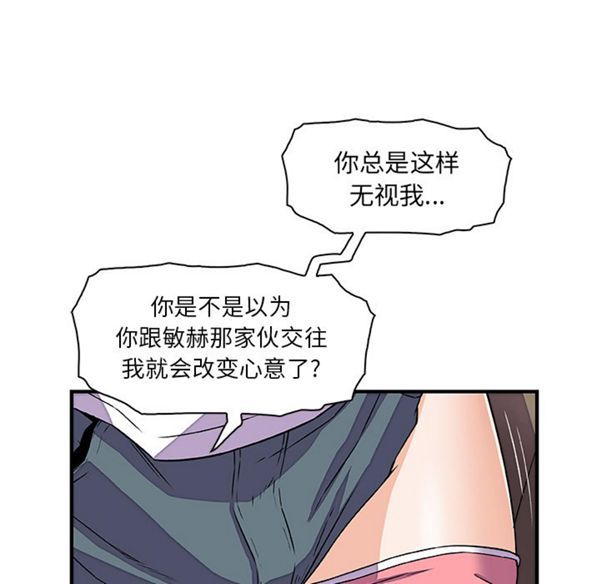 你总是这样
无视我...
你是不是以为
你跟敏赫那家伙交往
我就会改变心意了?